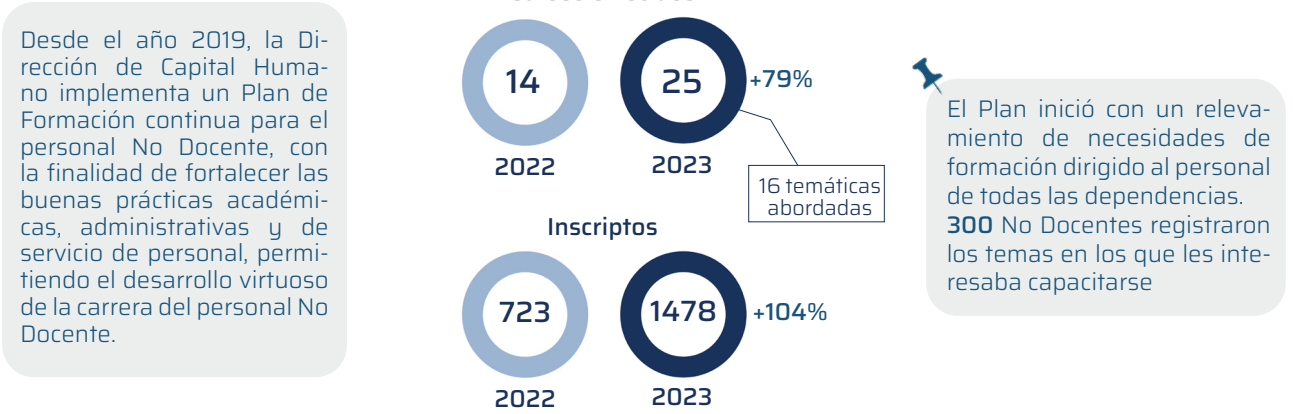 Desde el año 2019, la Di-
rección de Capital Huma-
no implementa un Plan de
Formación continua para el
personal No Docente, con
la finalidad de fortalecer las
buenas prácticas académi-
cas, administrativas y de
servicio de personal, permi-
tiendo el desarrollo virtuoso
de la carrera del personal No
Docente.
14
25
+79%
2022
2023
16 temáticas
abordadas
Inscriptos
723
1478
+104%
2022
2023
El Plan inició con un releva-
miento de necesidades de
formación dirigido al personal
de todas las dependencias.
300 No Docentes registraron
los temas en los que les inte-
resaba capacitarse